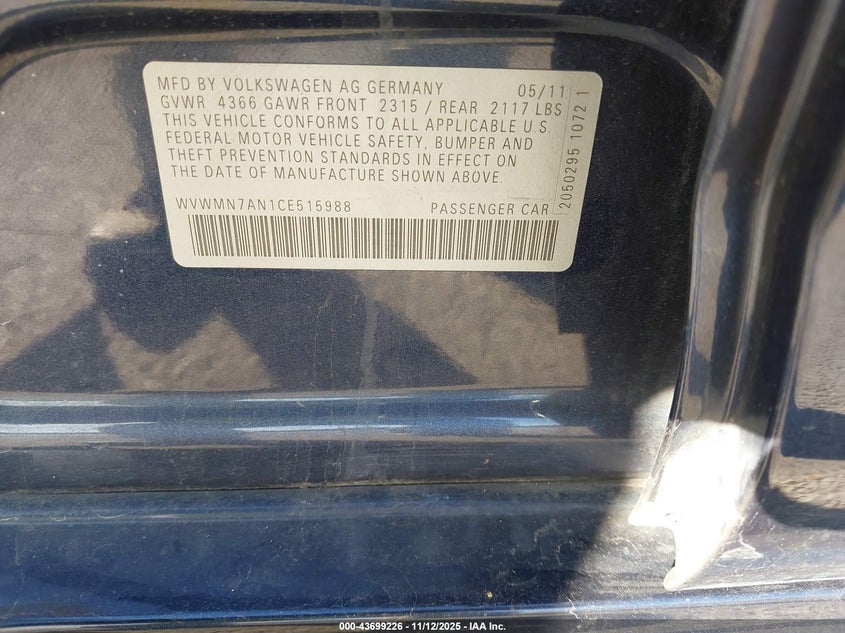 MFD BY VOLKSWAGEN AG GERMANY 05/11
GVWR 4366 GAWR FRONT 2315 / REAR 2117 LBS
THIS VEHICLE CONFORMS TO ALL APPLICABLE U.S.
FEDERAL MOTOR VEHICLE SAFETY, BUMPER AND
THEFT PREVENTION STANDARDS IN EFFECT ON
THE DATE OF MANUFACTURE SHOWN ABOVE.
WVWMN7AN1CE515988 PASSENGER CAR
2050295 1072 1
000-43699226 - 11/12/2025 - IAA Inc.